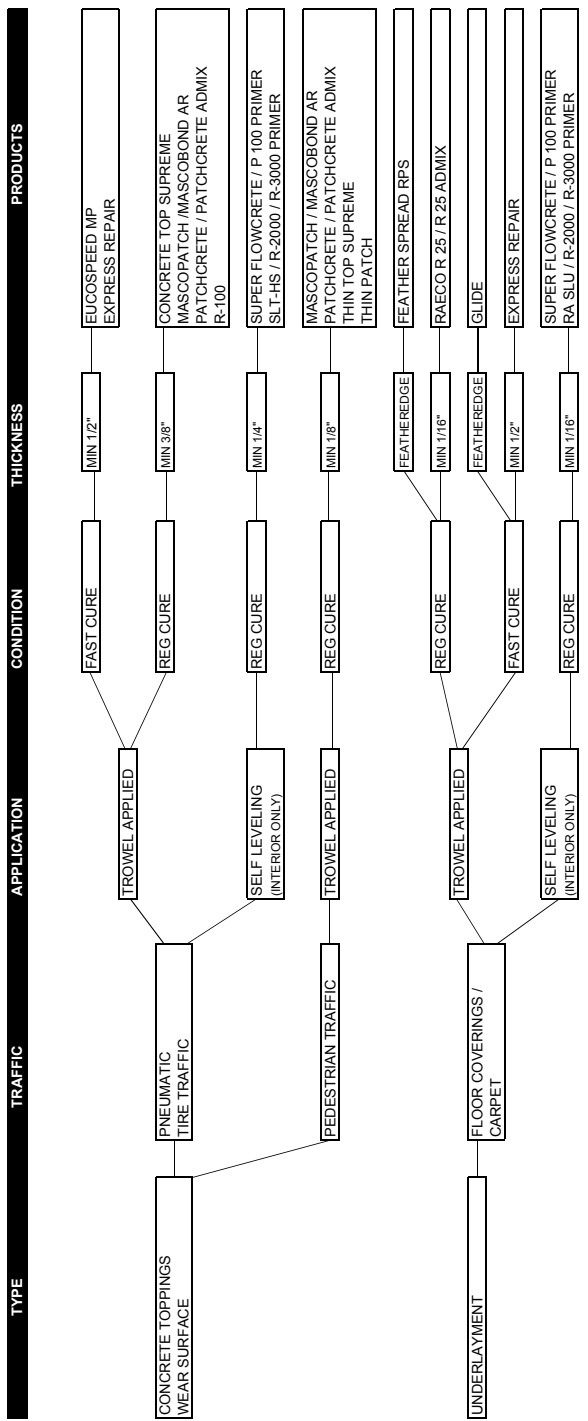 TYPE
TRAFFIC
APPLICATION
CONDITION
THICKNESS
PRODUCTS
CONCRETE TOPPINGS
WEAR SURFACE
PNEUMATIC
TIRE TRAFFIC
TROWEL APPLIED
FAST CURE
MIN 1/2"
EUCOSPEED MP
EXPRESS REPAIR
REG CURE
MIN 3/8"
CONCRETE TOP SUPREME
MASCOPATCH /MASCOBOND AR
PATCHCRETE / PATCHCRETE ADMIX
R-100
SELF LEVELING
(INTERIOR ONLY)
REG CURE
MIN 1/4"
SUPER FLOWCRETE / P 100 PRIMER
SLT-HS / R-2000 / R-3000 PRIMER
PEDESTRIAN TRAFFIC
TROWEL APPLIED
REG CURE
MIN 1/8"
MASCOPATCH / MASCOBOND AR
PATCHCRETE / PATCHCRETE ADMIX
THIN TOP SUPREME
THIN PATCH
UNDERLAYMENT
FLOOR COVERINGS /
CARPET
TROWEL APPLIED
REG CURE
FEATHEREDGE
FEATHER SPREAD RPS
MIN 1/16"
RAECO R 25 / R 25 ADMIX
FAST CURE
FEATHEREDGE
GLIDE
MIN 1/2"
EXPRESS REPAIR
SELF LEVELING
(INTERIOR ONLY)
REG CURE
MIN 1/16"
SUPER FLOWCRETE / P 100 PRIMER
RA SLU / R-2000 / R-3000 PRIMER